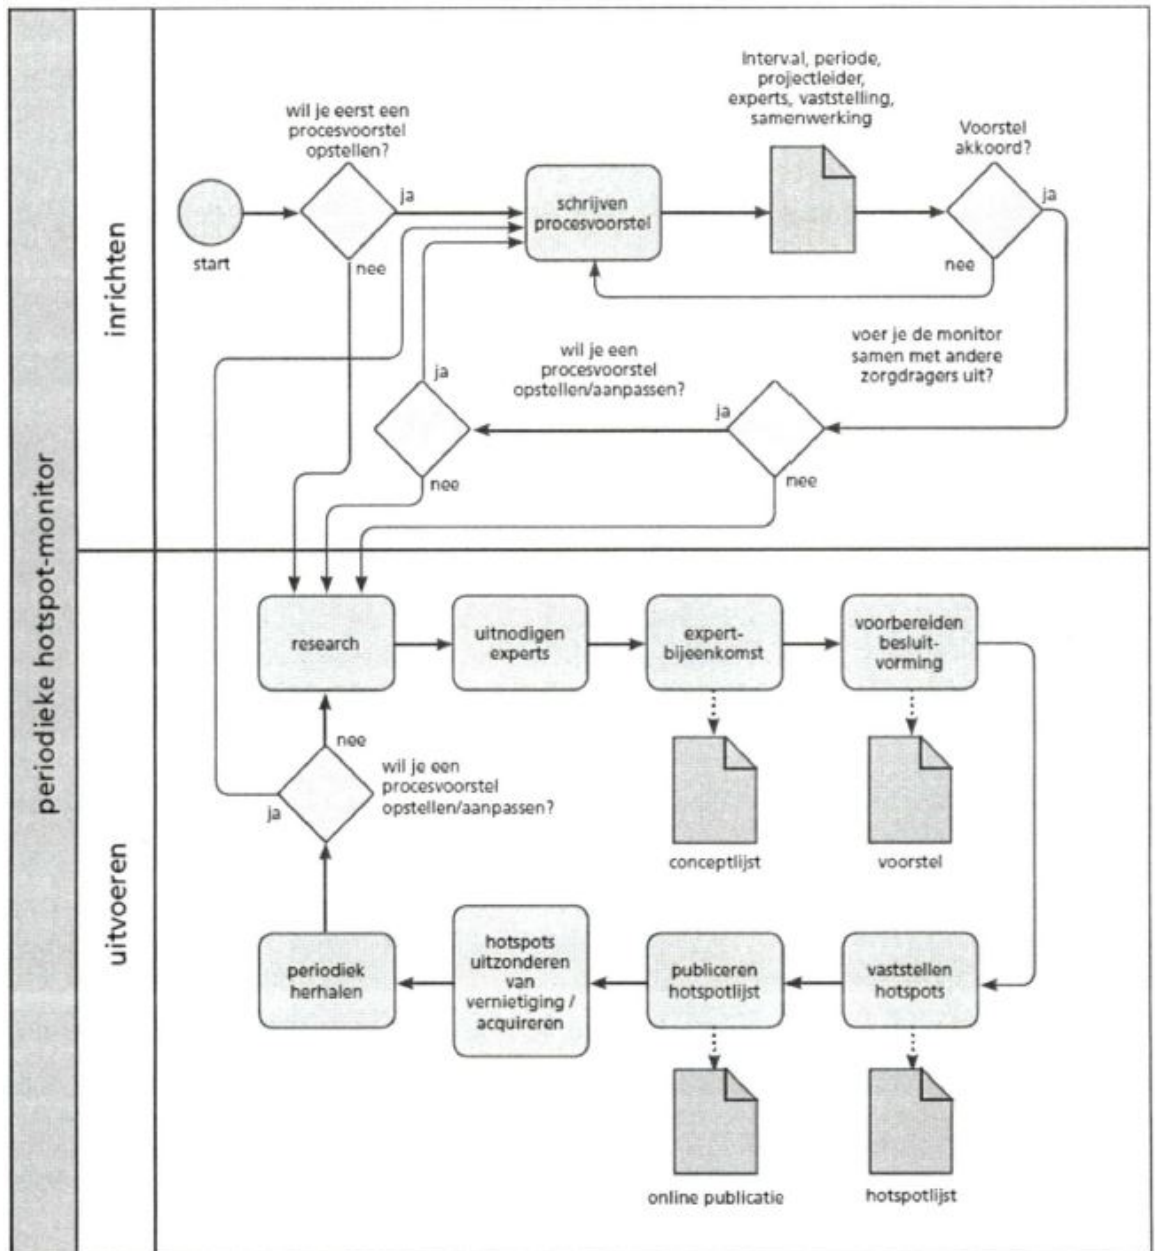 periodieke hotspot-monitor
inrichten
wil je eerst een
procesvoorstel
opstellen?
start
ja
nee
schrijven
procesvoorstel
Interval, periode,
projectleider,
experts, vaststelling,
samenwerking
Voorstel
akkoord?
ja
nee
voer je de monitor
samen met andere
zorgdragers uit?
ja
nee
wil je een
procesvoorstel
opstellen/aanpassen?
ja
nee
uitvoeren
research
uitnodigen
experts
expert-
bijeenkomst
voorbereiden
besluit-
vorming
conceptlijst
voorstel
nee
wil je een
procesvoorstel
opstellen/aanpassen?
ja
periodiek
herhalen
hotspots
uitzonderen
van
vernietiging /
acquireren
publiceren
hotspotlijst
vaststellen
hotspots
online publicatie
hotspotlijst